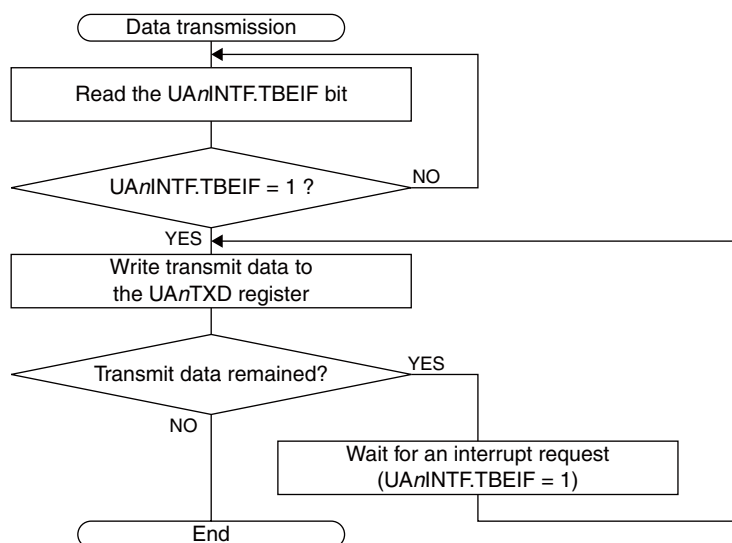 Data transmission
Read the UAnINTF.TBEIF bit
UAnINTF.TBEIF = 1 ?
NO
YES
Write transmit data to
the UAnTXD register
Transmit data remained?
YES
NO
Wait for an interrupt request
(UAnINTF.TBEIF = 1)
End